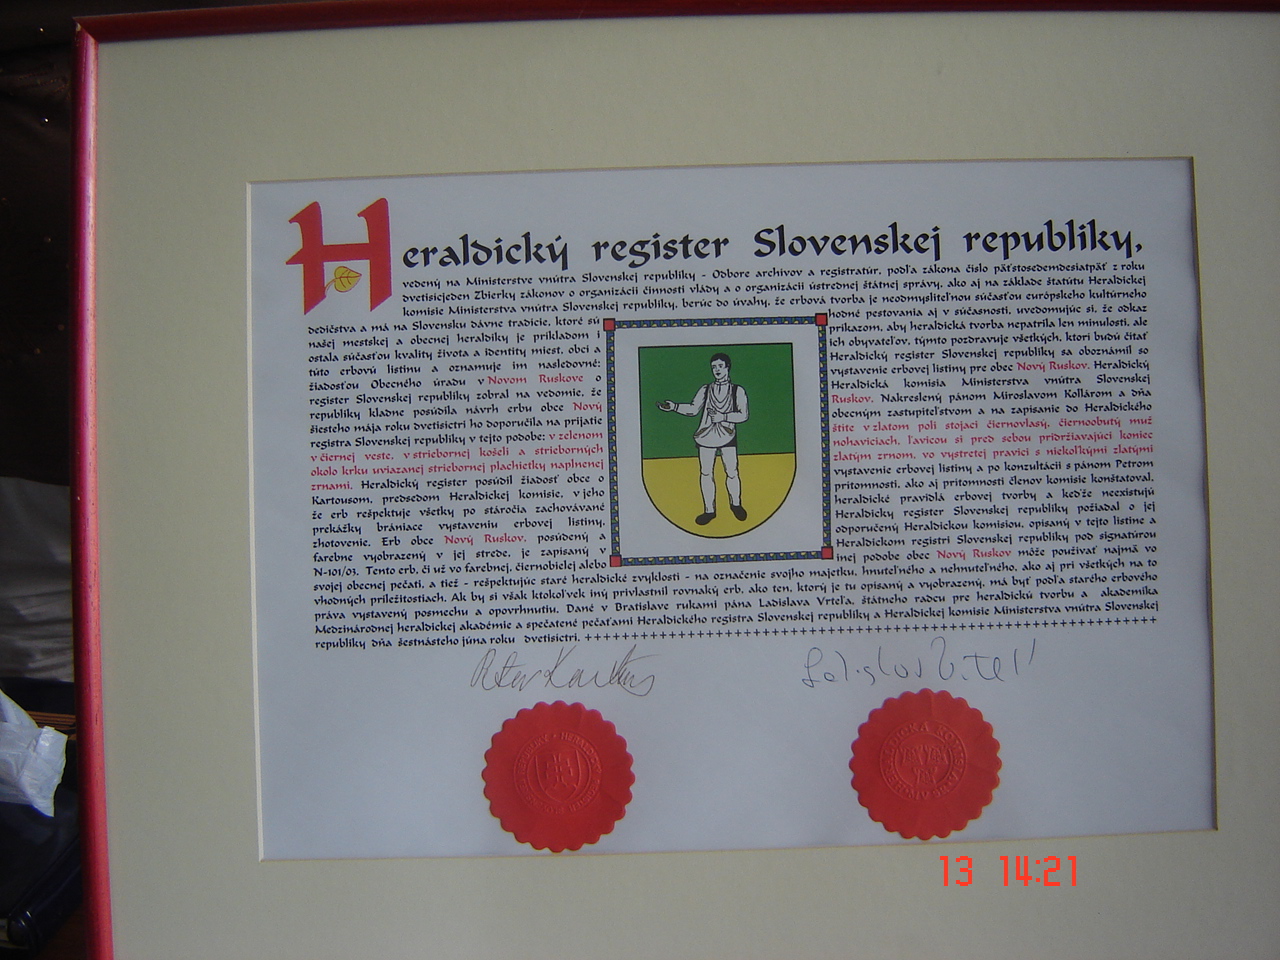 Heraldický register Slovenskej republiky,
vedený na Ministerstve vnútra Slovenskej republiky - Odbore archívov a registratúr, podľa zákona číslo päťstosedemdesiatpäť z roku
dvetisícjeden Zbierky zákonov o organizácii činnosti vlády a o organizácii ústrednej štátnej správy, ako aj na základe štatútu Heraldickej
komisie Ministerstva vnútra Slovenskej republiky, berúc do úvahy, že erbová tvorba je neodmysliteľnou súčasťou európskeho kultúrneho
dedičstva a má na Slovensku dávne tradície, ktoré sú hodné pestovania aj v súčasnosti, uvedomujúc si, že odkaz
našej mestskej a obecnej heraldiky je príkladom i príkazom, aby heraldická tvorba nepatrila len minulosti, ale
ostala súčasťou kvality života a identity miest, obcí a ich obyvateľov, týmto pozdravuje všetkých, ktorí budú čítať
túto erbovú listinu a oznamuje im nasledovné: Heraldický register Slovenskej republiky sa oboznámil so
žiadosťou Obecného úradu v Novom Ruskove o vystavenie erbovej listiny pre obec Nový Ruskov. Heraldický
register Slovenskej republiky zobral na vedomie, že Heraldická komisia Ministerstva vnútra Slovenskej
republiky kladne posúdila návrh erbu obce Nový Ruskov. Nakreslený pánom Miroslavom Kollárom a dňa
šiesteho mája roku dvetisíctri ho doporučila na prijatie obecným zastupiteľstvom a na zapísanie do Heraldického
registra Slovenskej republiky v tejto podobe: v zelenom štíte v zlatom poli stojaci čiernovlasý, čiernoobutý muž
v čiernej veste, v striebornej košeli a strieborných nohaviciach, ľavicou si pred sebou pridržiavajúci koniec
okolo krku uviazanej striebornej plachietky naplnenej zlatým zrnom, vo vystretej pravici s niekoľkými zlatými
zrnami. Heraldický register posúdil žiadosť obce o vystavenie erbovej listiny a po konzultácii s pánom Petrom
Kartousom, predsedom Heraldickej komisie, v jeho prítomnosti, ako aj prítomnosti členov komisie konštatoval,
že erb rešpektuje všetky po stáročia zachovávané heraldické pravidlá erbovej tvorby a keďže neexistujú
prekážky brániace vystaveniu erbovej listiny, Heraldický register Slovenskej republiky požiadal o jej
zhotovenie. Erb obce Nový Ruskov, posúdený a odporučený Heraldickou komisiou, opísaný v tejto listine a
farebne vyobrazený v jej strede, je zapísaný v Heraldickom registri Slovenskej republiky pod signatúrou
N-101/03. Tento erb, či už vo farebnej, čiernobielej alebo inej podobe obec Nový Ruskov môže používať najmä vo
svojej obecnej pečati, a tiež - rešpektujúc staré heraldické zvyklosti - na označenie svojho majetku, hnuteľného a nehnuteľného, ako aj pri všetkých na to
vhodných príležitostiach. Ak by si však ktokoľvek iný privlastnil rovnaký erb, ako ten, ktorý je tu opísaný a vyobrazený, má byť podľa starého erbového
práva vystavený posmechu a opovrhnutiu. Dané v Bratislave rukami pána Ladislava Vrteľa, štátneho radcu pre heraldickú tvorbu a akademika
Medzinárodnej heraldickej akadémie a spečatené pečaťami Heraldického registra Slovenskej republiky a Heraldickej komisie Ministerstva vnútra Slovenskej
republiky dňa šestnásteho júna roku dvetisíctri. +++++++++++++++++++++++++++++++++++++++++++++++++++++++++
13 14:21